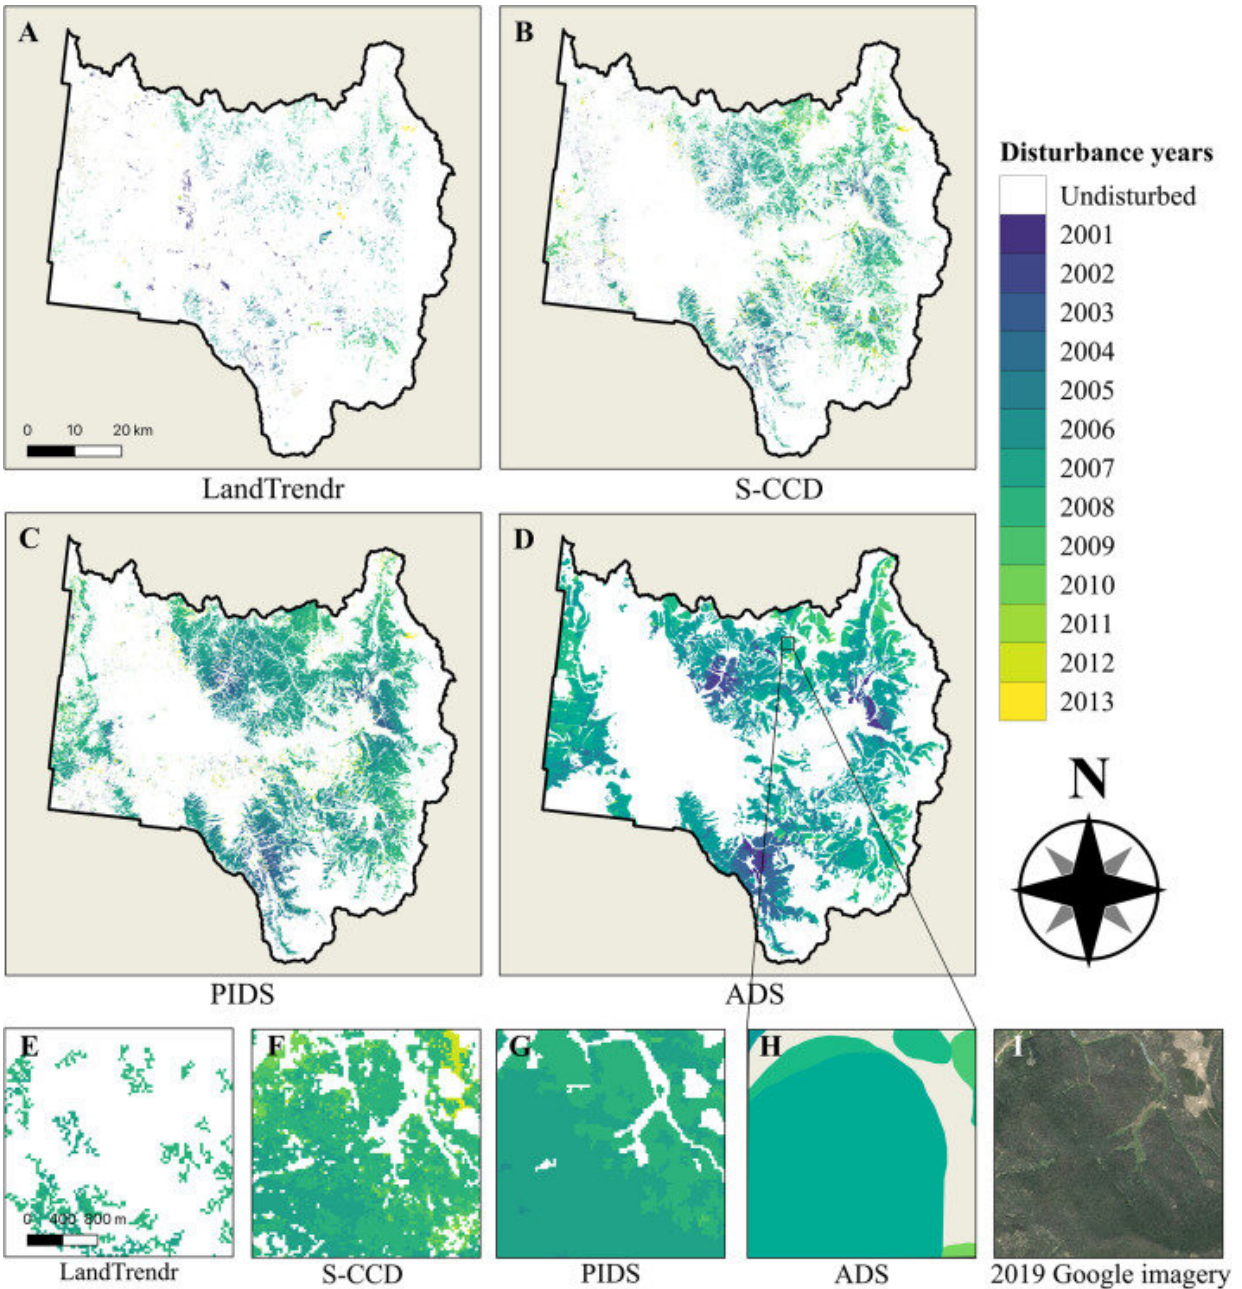 A
0 10 20 km
LandTrendr
B
S-CCD
Disturbance years
Undisturbed
2001
2002
2003
2004
2005
2006
2007
2008
2009
2010
2011
2012
2013
C
PIDS
D
ADS
N
E
0 400 800 m
LandTrendr
F
S-CCD
G
PIDS
H
ADS
I
2019 Google imagery